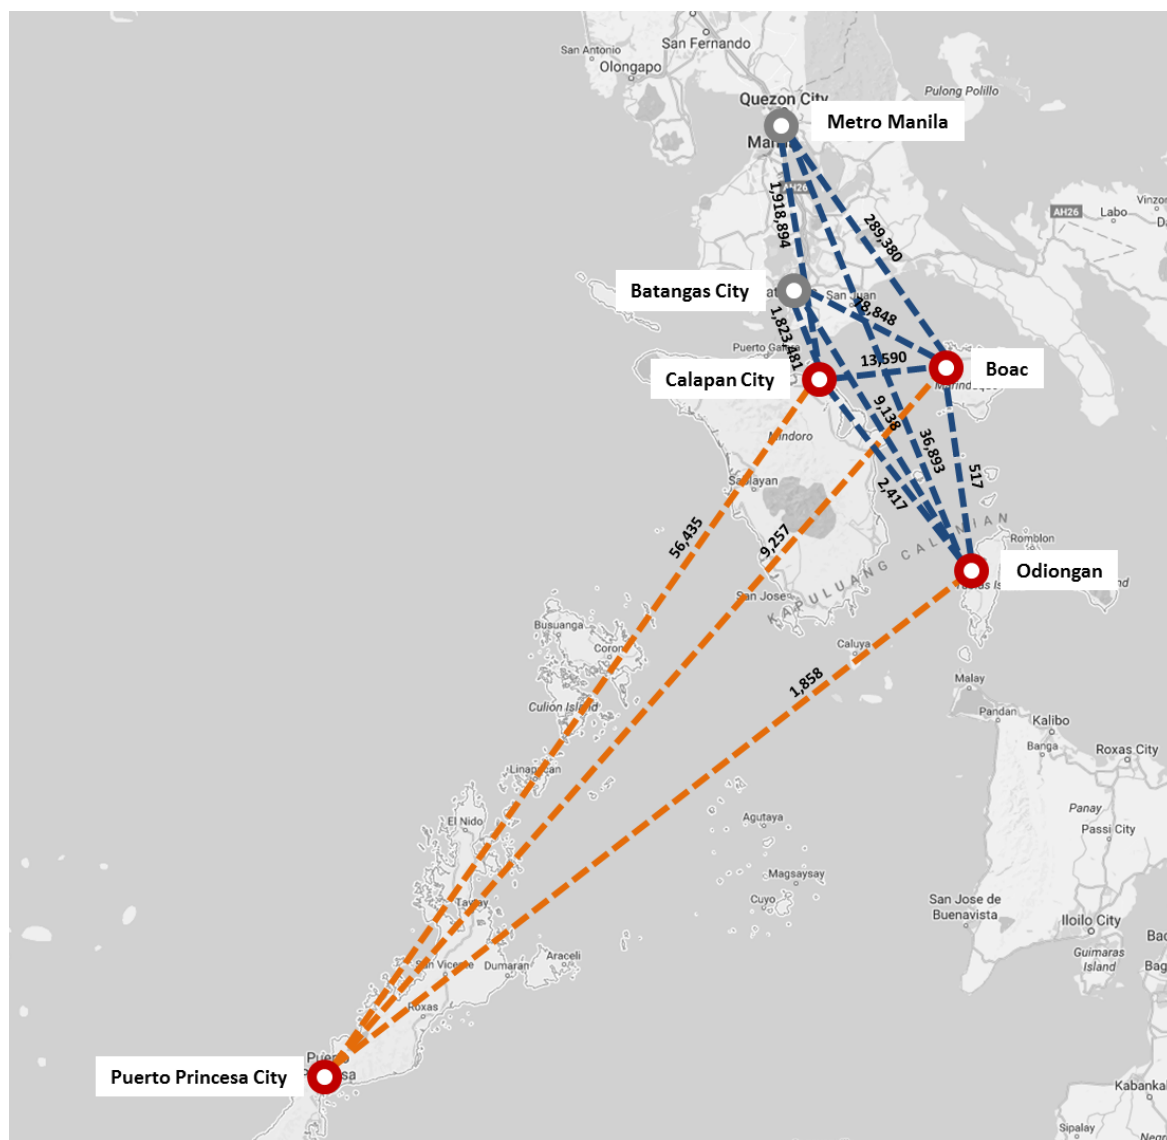 San Antonio
San Fernando
Olongapo
Pulong Polillo
Quezon City
Metro Manila
AH26
1,918,894
289,380
AH26
Labo
Batangas City
San Juan
78,848
1,823,481
Puerto Galera
13,590
Calapan City
Boac
Mindoro
9,138
36,893
2,417
517
Sablayan
56,435
9,257
KAPULUANG CALAMIAN
Romblon
Odiongan
San Jose
Busuanga
Coron
Caluya
1,858
Malay
Culion Island
Pandan
Kalibo
Banga
Roxas City
Linapacan
Agutaya
Panay
El Nido
Passi City
Magsaysay
Cuyo
Taytay
San Jose de
Buenavista
Iloilo City
Guimaras
Island
San Vicente
Dumaran
Araceli
Roxas
Puerto Princesa City
Sipalay